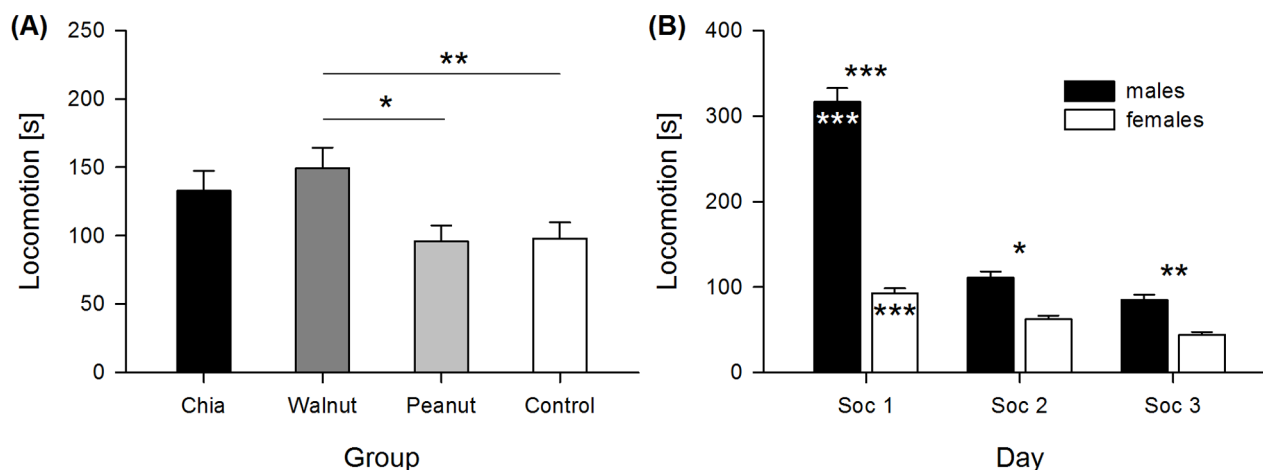 (A)
Locomotion [s]
250
200
150
100
50
0
**
*
Chia Walnut Peanut Control
Group
(B)
Locomotion [s]
400
300
200
100
0
***
***
***
*
**
males
females
Soc 1 Soc 2 Soc 3
Day